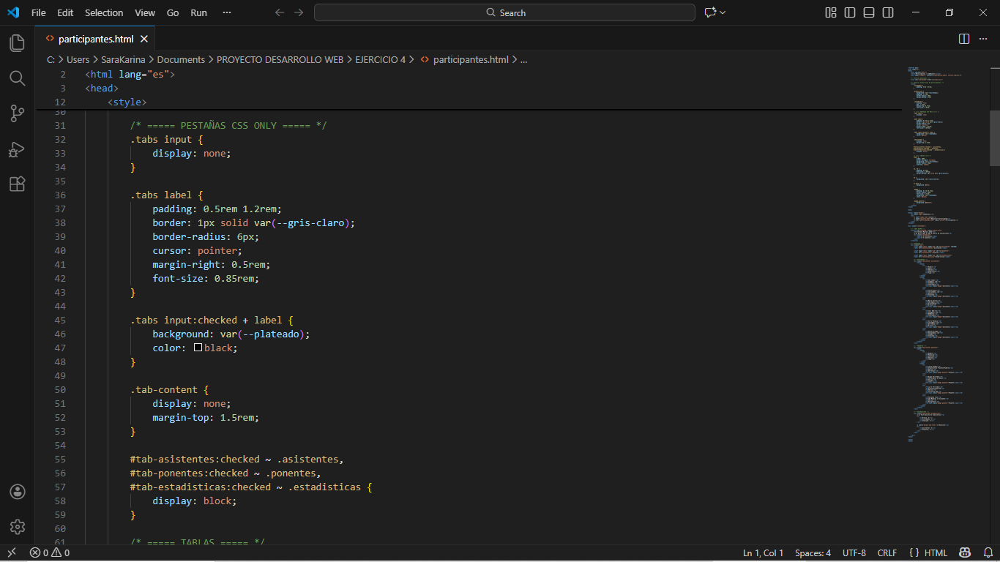 File Edit Selection View Go Run ··· Search
participantes.html
C: > Users > SaraKarina > Documents > PROYECTO DESARROLLO WEB > EJERCICIO 4 > participantes.html > ...
2 <html lang="es">
3 <head>
12 <style>
30
31 /* ===== PESTAÑAS CSS ONLY ===== */
32 .tabs input {
33 display: none;
34 }
35
36 .tabs label {
37 padding: 0.5rem 1.2rem;
38 border: 1px solid var(--gris-claro);
39 border-radius: 6px;
40 cursor: pointer;
41 margin-right: 0.5rem;
42 font-size: 0.85rem;
43 }
44
45 .tabs input:checked + label {
46 background: var(--plateado);
47 color: black;
48 }
49
50 .tab-content {
51 display: none;
52 margin-top: 1.5rem;
53 }
54
55 #tab-asistentes:checked ~ .asistentes,
56 #tab-ponentes:checked ~ .ponentes,
57 #tab-estadisticas:checked ~ .estadisticas {
58 display: block;
59 }
60
61 /* ===== TABLAS ===== */
0 0 Ln 1, Col 1 Spaces: 4 UTF-8 CRLF { } HTML